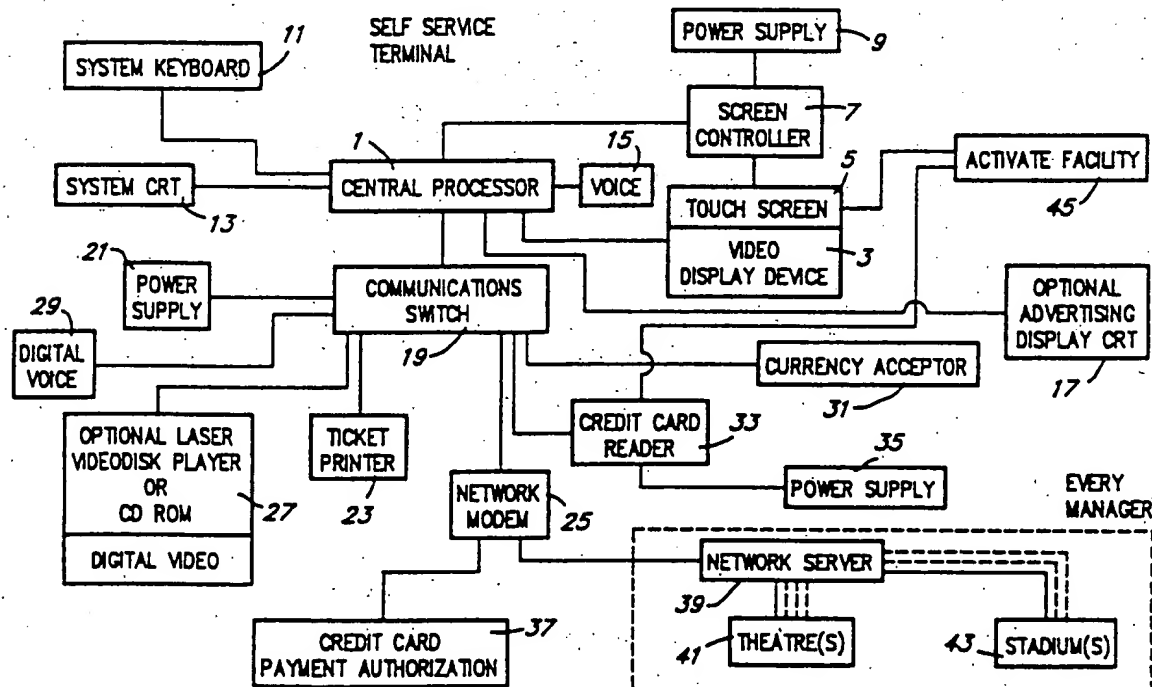 SELF SERVICE
TERMINAL
11
SYSTEM KEYBOARD
POWER SUPPLY
9
SCREEN
CONTROLLER
7
1
CENTRAL PROCESSOR
15
VOICE
5
TOUCH SCREEN
VIDEO
DISPLAY DEVICE
3
ACTIVATE FACILITY
45
SYSTEM CRT
13
21
POWER
SUPPLY
COMMUNICATIONS
SWITCH
19
OPTIONAL
ADVERTISING
DISPLAY CRT
17
29
DIGITAL
VOICE
CURRENCY ACCEPTOR
31
OPTIONAL LASER
VIDEODISK PLAYER
OR
CD ROM
27
DIGITAL VIDEO
TICKET
PRINTER
23
CREDIT CARD
READER
33
35
POWER SUPPLY
NETWORK
MODEM
25
EVERY
MANAGER
NETWORK SERVER
39
CREDIT CARD
PAYMENT AUTHORIZATION
37
41
THEATRE(S)
43
STADIUM(S)